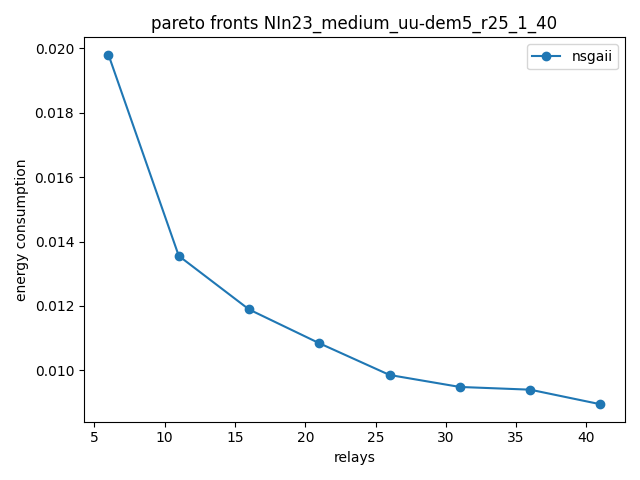 pareto fronts NIn23_medium_uu-dem5_r25_1_40
nsgaii
0.020
0.018
0.016
0.014
0.012
0.010
energy consumption
5 10 15 20 25 30 35 40
relays